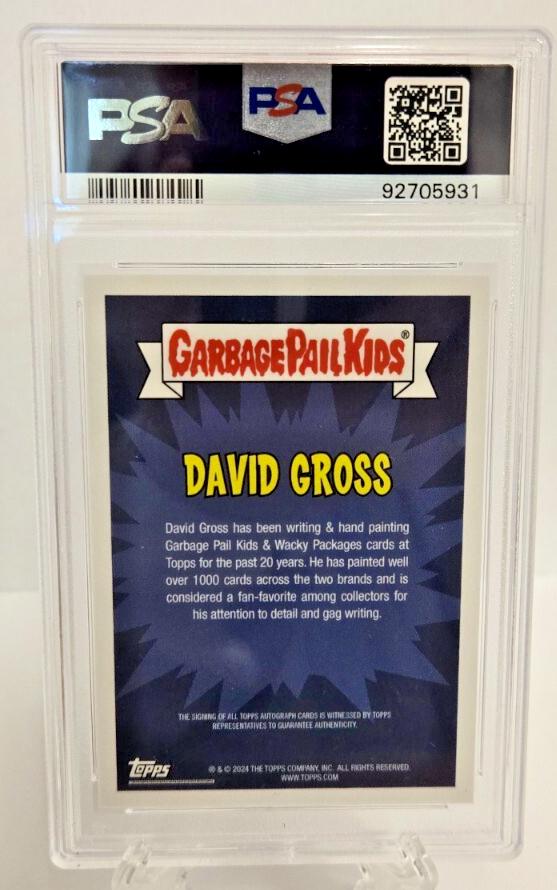 PSA
PSA
92705931
GARBAGE PAIL KIDS®
DAVID GROSS
David Gross has been writing & hand painting
Garbage Pail Kids & Wacky Packages cards at
Topps for the past 20 years. He has painted well
over 1000 cards across the two brands and is
considered a fan-favorite among collectors for
his attention to detail and gag writing.
THE SIGNING OF ALL TOPPS AUTOGRAPH CARDS IS WITNESSED BY TOPPS
REPRESENTATIVES TO GUARANTEE AUTHENTICITY.
TOPPS
® & © 2024 THE TOPPS COMPANY, INC. ALL RIGHTS RESERVED.
WWW.TOPPS.COM